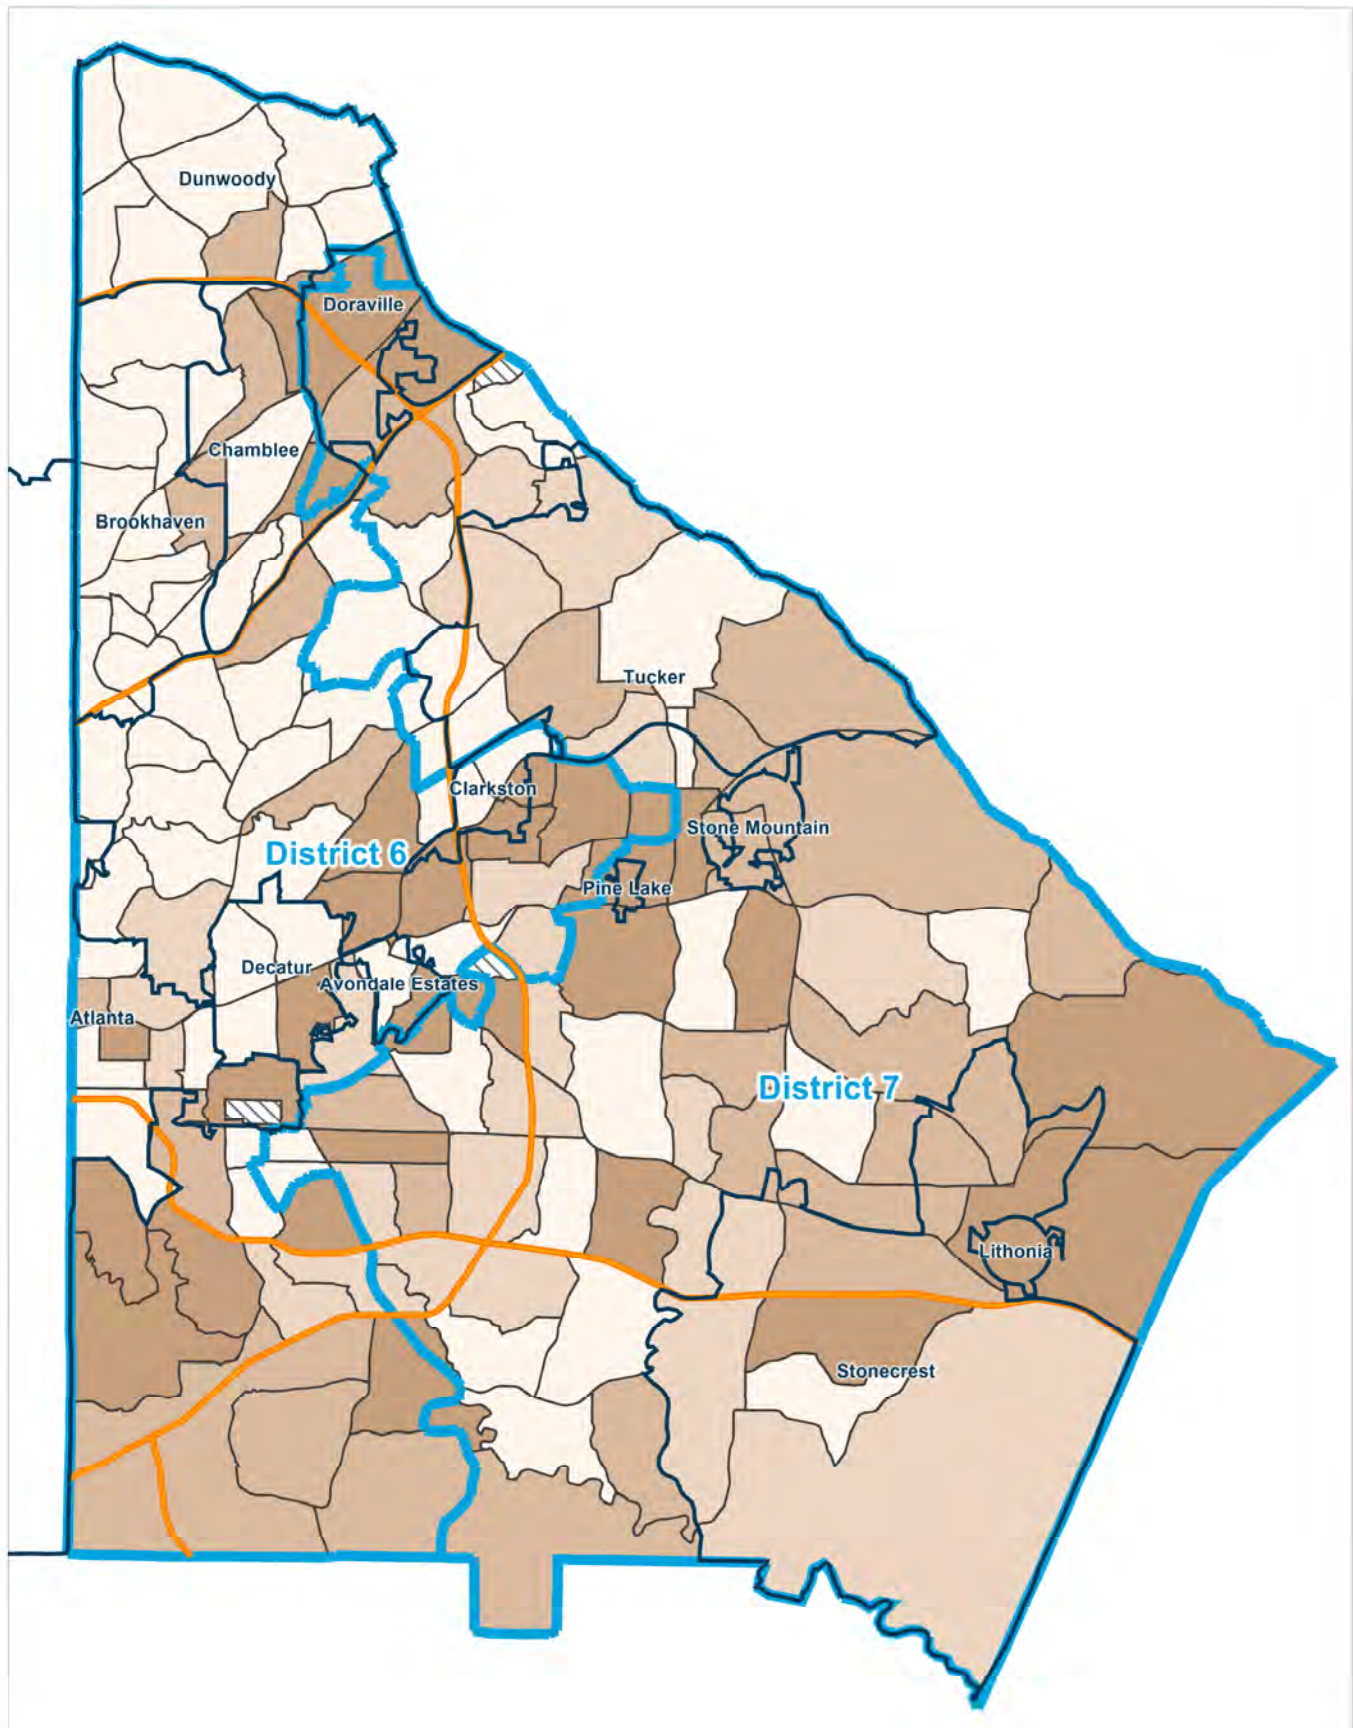 Dunwoody
Doraville
Chamblee
Brookhaven
Tucker
Clarkston
Stone Mountain
District 6
Pine Lake
Decatur
Avondale Estates
Atlanta
District 7
Lithonia
Stonecrest